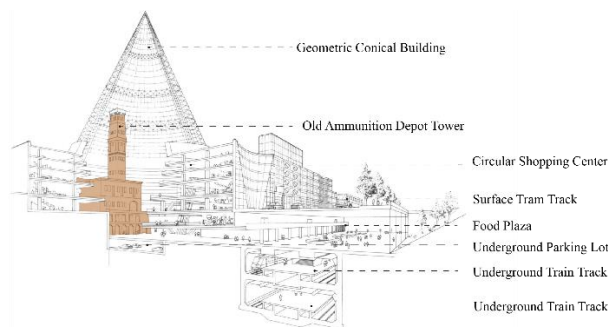 Geometric Conical Building
Old Ammunition Depot Tower
Circular Shopping Center
Surface Tram Track
Food Plaza
Underground Parking Lot
Underground Train Track
Underground Train Track